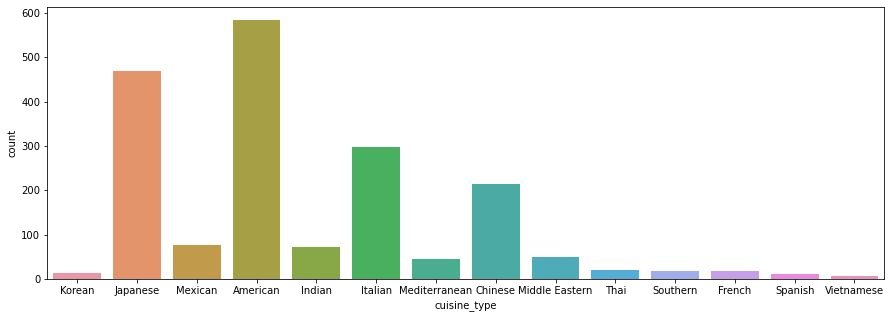 600
500
400
300
200
100
0
count
Korean Japanese Mexican American Indian Italian Mediterranean Chinese Middle Eastern Thai Southern French Spanish Vietnamese
cuisine_type